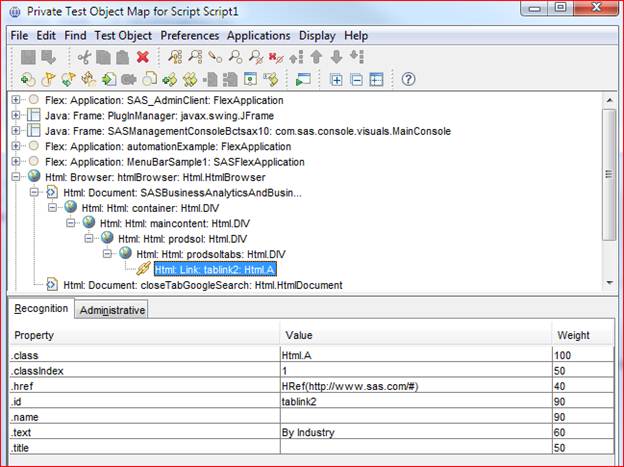 Private Test Object Map for Script Script1
File Edit Find Test Object Preferences Applications Display Help
Flex: Application: SAS_AdminClient: FlexApplication
Java: Frame: PlugInManager: javax.swing.JFrame
Java: Frame: SASManagementConsoleBctsax10: com.sas.console.visuals.MainConsole
Flex: Application: automationExample: FlexApplication
Flex: Application: MenuBarSample1: SASFlexApplication
Html: Browser: htmlBrowser: Html.HtmlBrowser
Html: Document: SASBusinessAnalyticsAndBusin...
Html: Html: container: Html.DIV
Html: Html: maincontent: Html.DIV
Html: Html: prodsol: Html.DIV
Html: Html: prodsoltabs: Html.DIV
Html: Link: tablink2: Html.A
Html: Document: closeTabGoogleSearch: Html.HtmlDocument
Recognition Administrative
Property Value Weight
.class Html.A 100
.classIndex 1 50
.href HRef(http://www.sas.com/#) 40
.id tablink2 90
.name 90
.text By Industry 60
.title 50